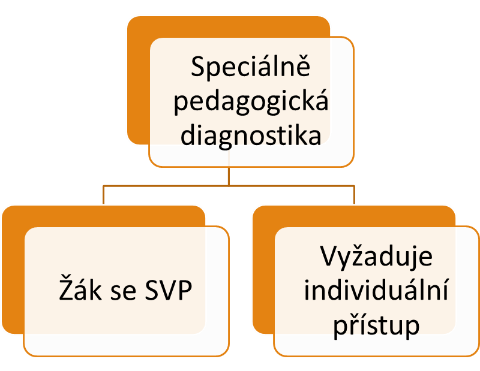 Speciálně
pedagogická
diagnostika
Žák se SVP
Vyžaduje
individuální
přístup